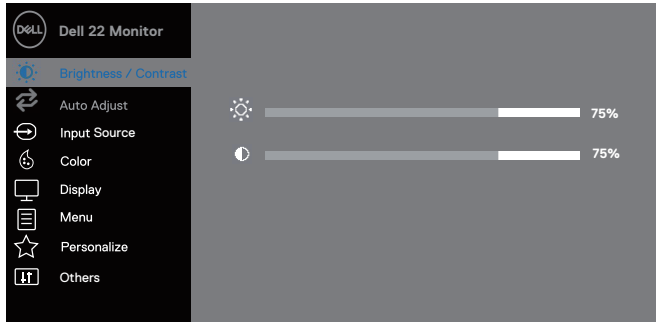 DELL
Dell 22 Monitor
Brightness / Contrast
Auto Adjust
Input Source
Color
Display
Menu
Personalize
Others
75%
75%